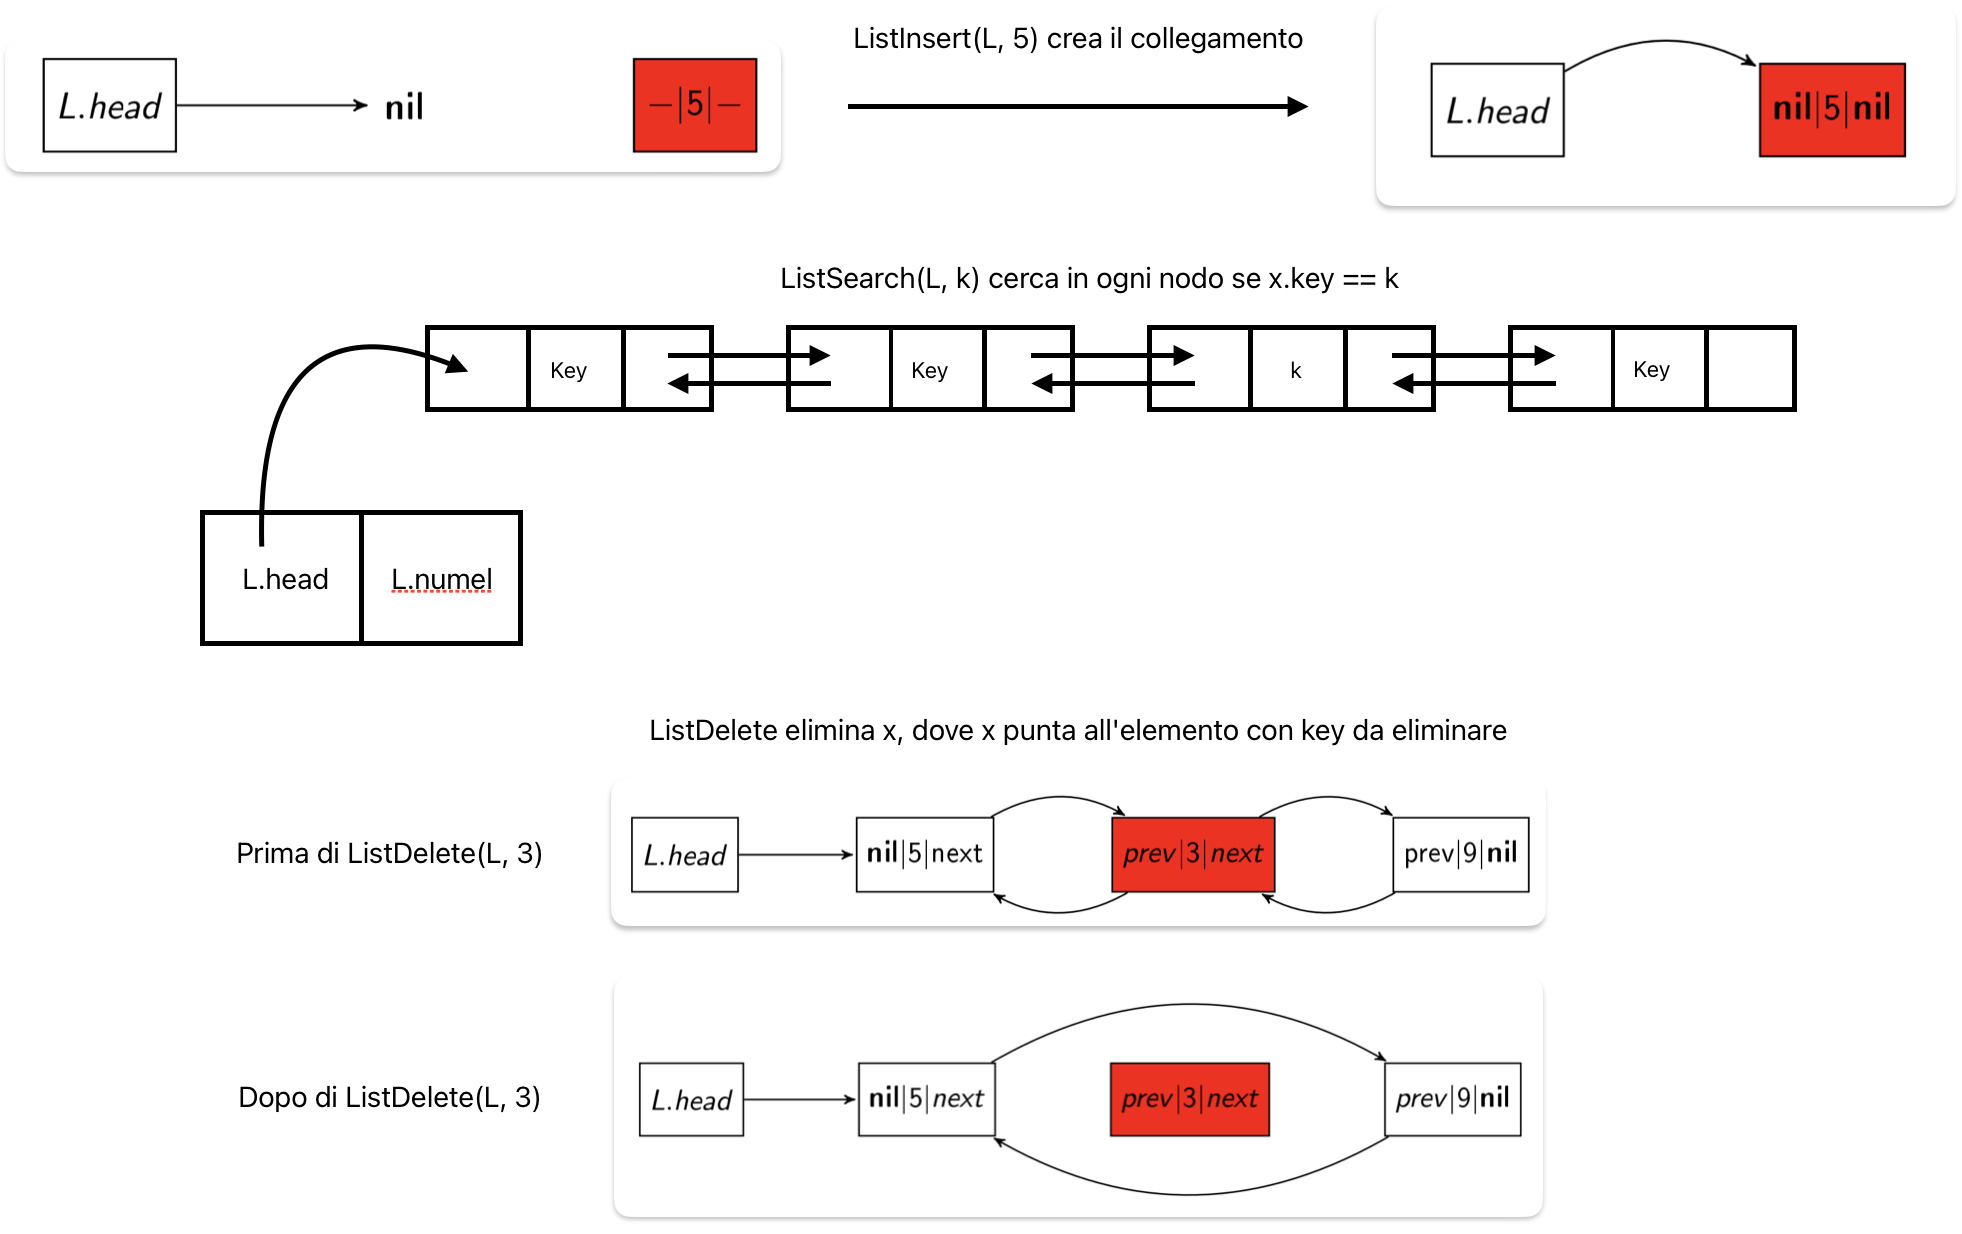 ListInsert(L, 5) crea il collegamento
L.head
nil
—|5|—
L.head
nil|5|nil
ListSearch(L, k) cerca in ogni nodo se x.key == k
Key
Key
k
Key
L.head
L.numel
ListDelete elimina x, dove x punta all'elemento con key da eliminare
Prima di ListDelete(L, 3)
L.head
nil|5|next
prev|3|next
prev|9|nil
Dopo di ListDelete(L, 3)
L.head
nil|5|next
prev|3|next
prev|9|nil